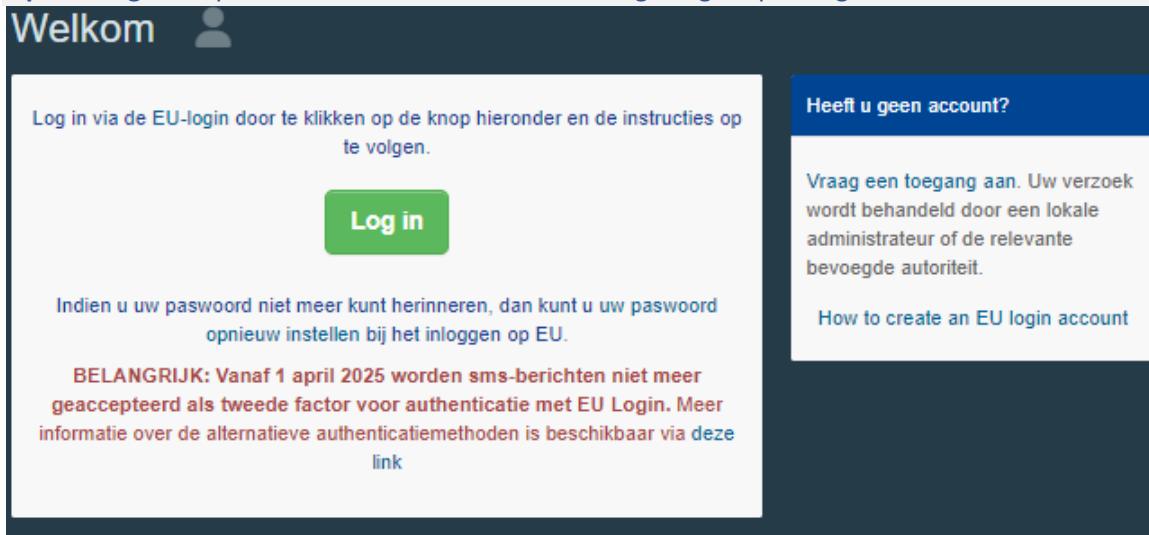 Welkom
Log in via de EU-login door te klikken op de knop hieronder en de instructies op
te volgen.
Log in
Indien u uw paswoord niet meer kunt herinneren, dan kunt u uw paswoord
opnieuw instellen bij het inloggen op EU.
BELANGRIJK: Vanaf 1 april 2025 worden sms-berichten niet meer
geaccepteerd als tweede factor voor authenticatie met EU Login. Meer
informatie over de alternatieve authenticatiemethoden is beschikbaar via deze
link
Heeft u geen account?
Vraag een toegang aan. Uw verzoek
wordt behandeld door een lokale
administrateur of de relevante
bevoegde autoriteit.
How to create an EU login account